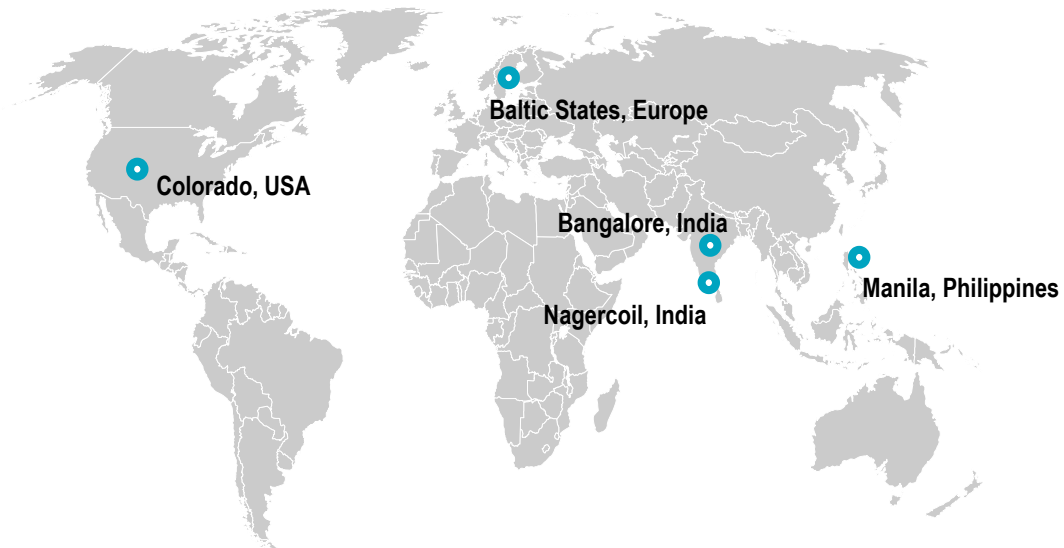 Baltic States, Europe
Colorado, USA
Bangalore, India
Manila, Philippines
Nagercoil, India